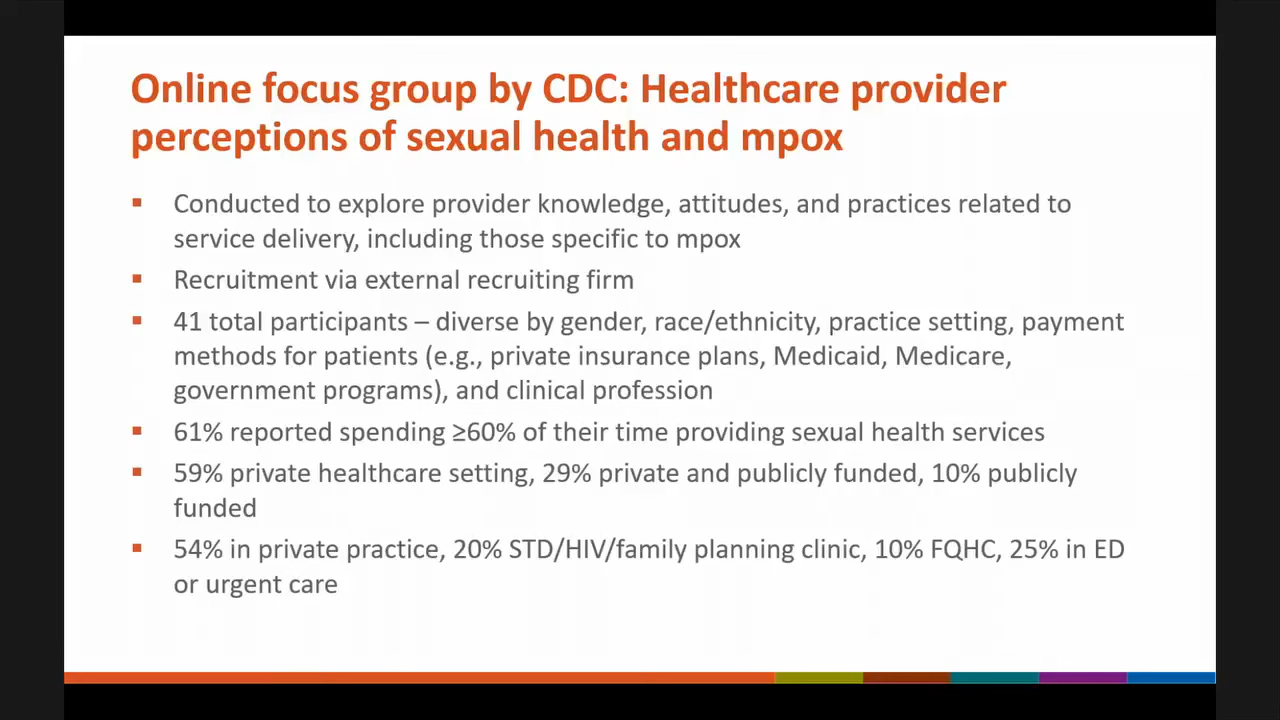 Online focus group by CDC: Healthcare provider
perceptions of sexual health and mpox
▪ Conducted to explore provider knowledge, attitudes, and practices related to
service delivery, including those specific to mpox
▪ Recruitment via external recruiting firm
▪ 41 total participants – diverse by gender, race/ethnicity, practice setting, payment
methods for patients (e.g., private insurance plans, Medicaid, Medicare,
government programs), and clinical profession
▪ 61% reported spending ≥60% of their time providing sexual health services
▪ 59% private healthcare setting, 29% private and publicly funded, 10% publicly
funded
▪ 54% in private practice, 20% STD/HIV/family planning clinic, 10% FQHC, 25% in ED
or urgent care